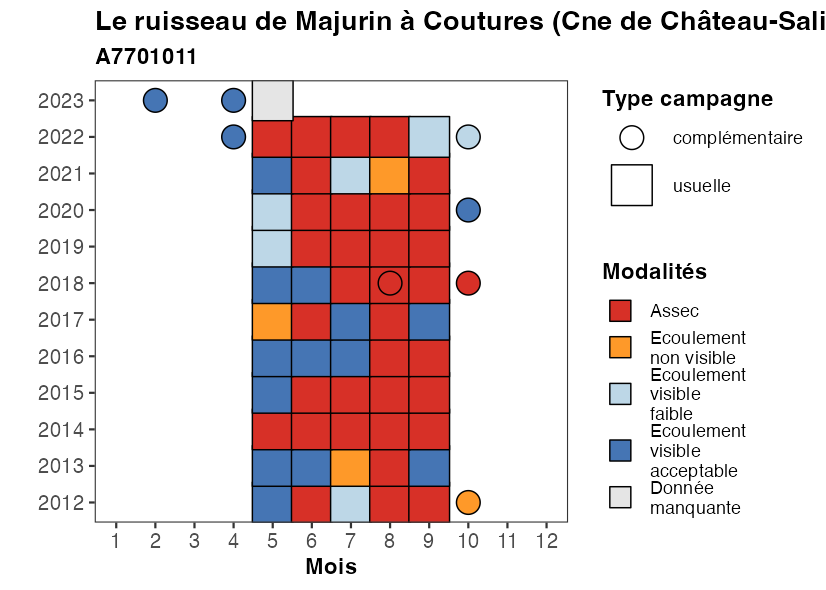 Le ruisseau de Majurin à Coutures (Cne de Château-Sali
A7701011
2023
2022
2021
2020
2019
2018
2017
2016
2015
2014
2013
2012
1 2 3 4 5 6 7 8 9 10 11 12
Mois
Type campagne
complémentaire
usuelle
Modalités
Assec
Ecoulement
non visible
Ecoulement
visible
faible
Ecoulement
visible
acceptable
Donnée
manquante